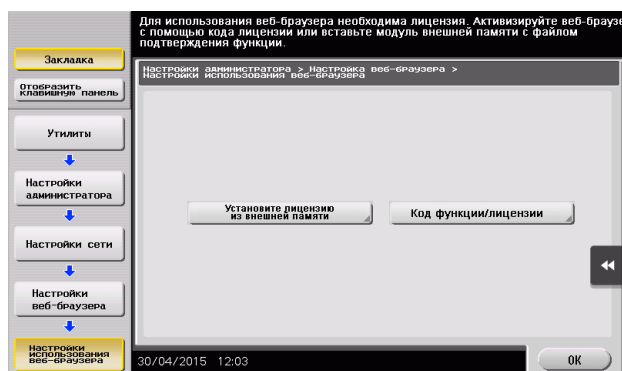 Для использования веб-браузера необходима лицензия. Активизируйте веб-браузе
с помощью кода лицензии или вставьте модуль внешней памяти с файлом
подтверждения функции.
Закладка
Отобразить
клавишную панель
Настройки администратора > Настройка веб-браузера >
Настройки использования веб-браузера
Утилиты
Настройки
администратора
Настройки сети
Настройки
веб-браузера
Настройки
использования
веб-браузера
Установите лицензию
из внешней памяти
Код функции/лицензии
30/04/2015 12:03
OK